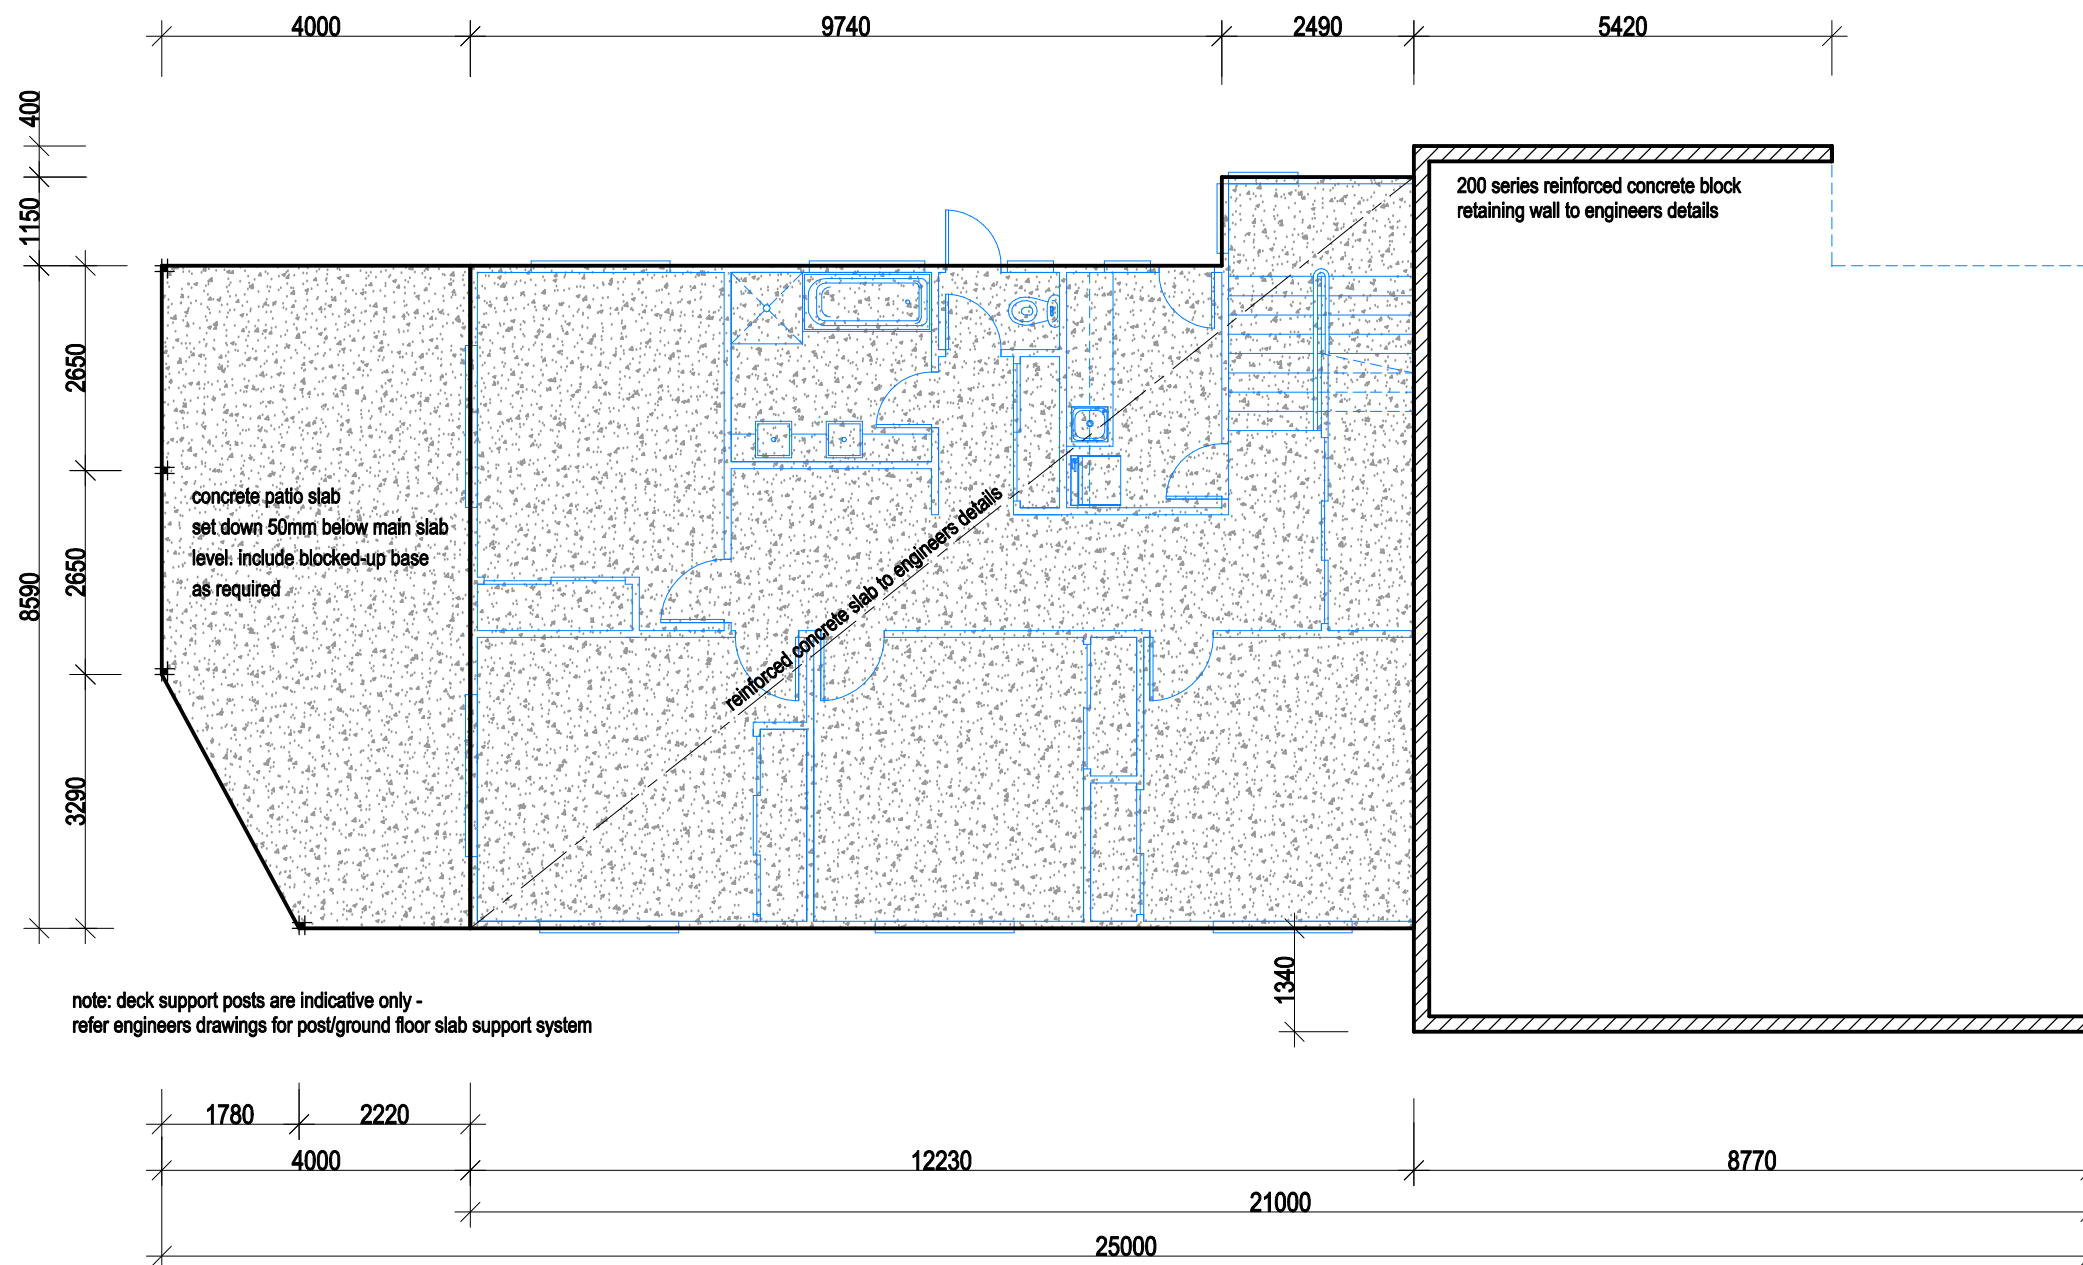 4000
9740
2490
5420
400
1150
8590
2650
2650
3290
200 series reinforced concrete block
retaining wall to engineers details
concrete patio slab
set down 50mm below main slab
level. include blocked-up base
as required
reinforced concrete slab to engineers details
1340
note: deck support posts are indicative only -
refer engineers drawings for post/ground floor slab support system
1780
2220
4000
12230
8770
21000
25000